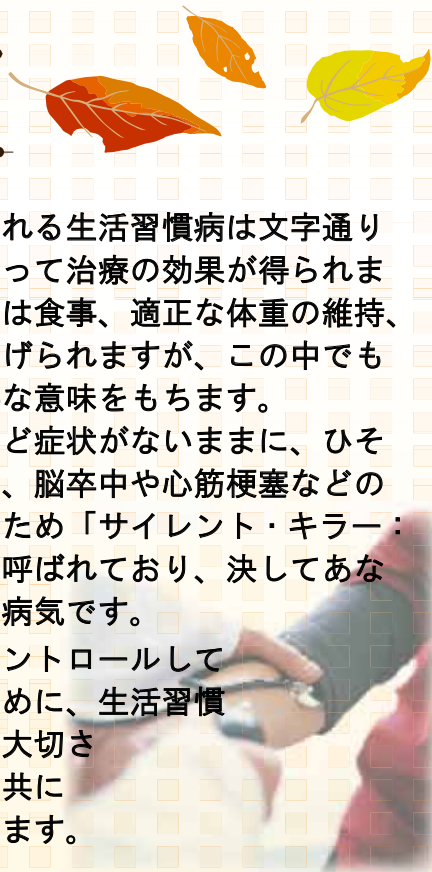 れる生活習慣病は文字通り
って治療の効果が得られま
は食事、適正な体重の維持、
げられますが、この中でも
な意味をもちます。
ど症状がないままに、ひそ
、脳卒中や心筋梗塞などの
ため「サイレント・キラー：
呼ばれており、決してあな
病気です。
ントロールして
めに、生活習慣
大切さ
共に
ます。